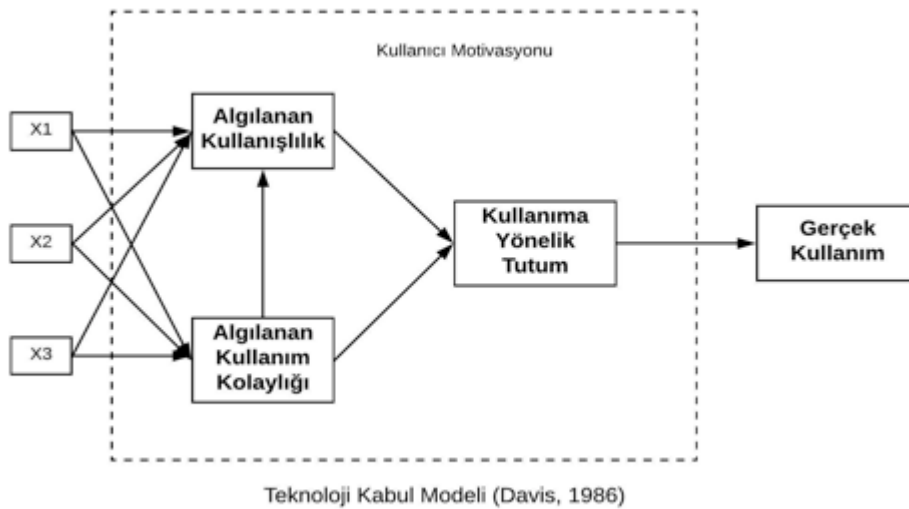 Kullanıcı Motivasyonu
X1
X2
X3
Algılanan
Kullanışlılık
Algılanan
Kullanım
Kolaylığı
Kullanıma
Yönelik
Tutum
Gerçek
Kullanım
Teknoloji Kabul Modeli (Davis, 1986)